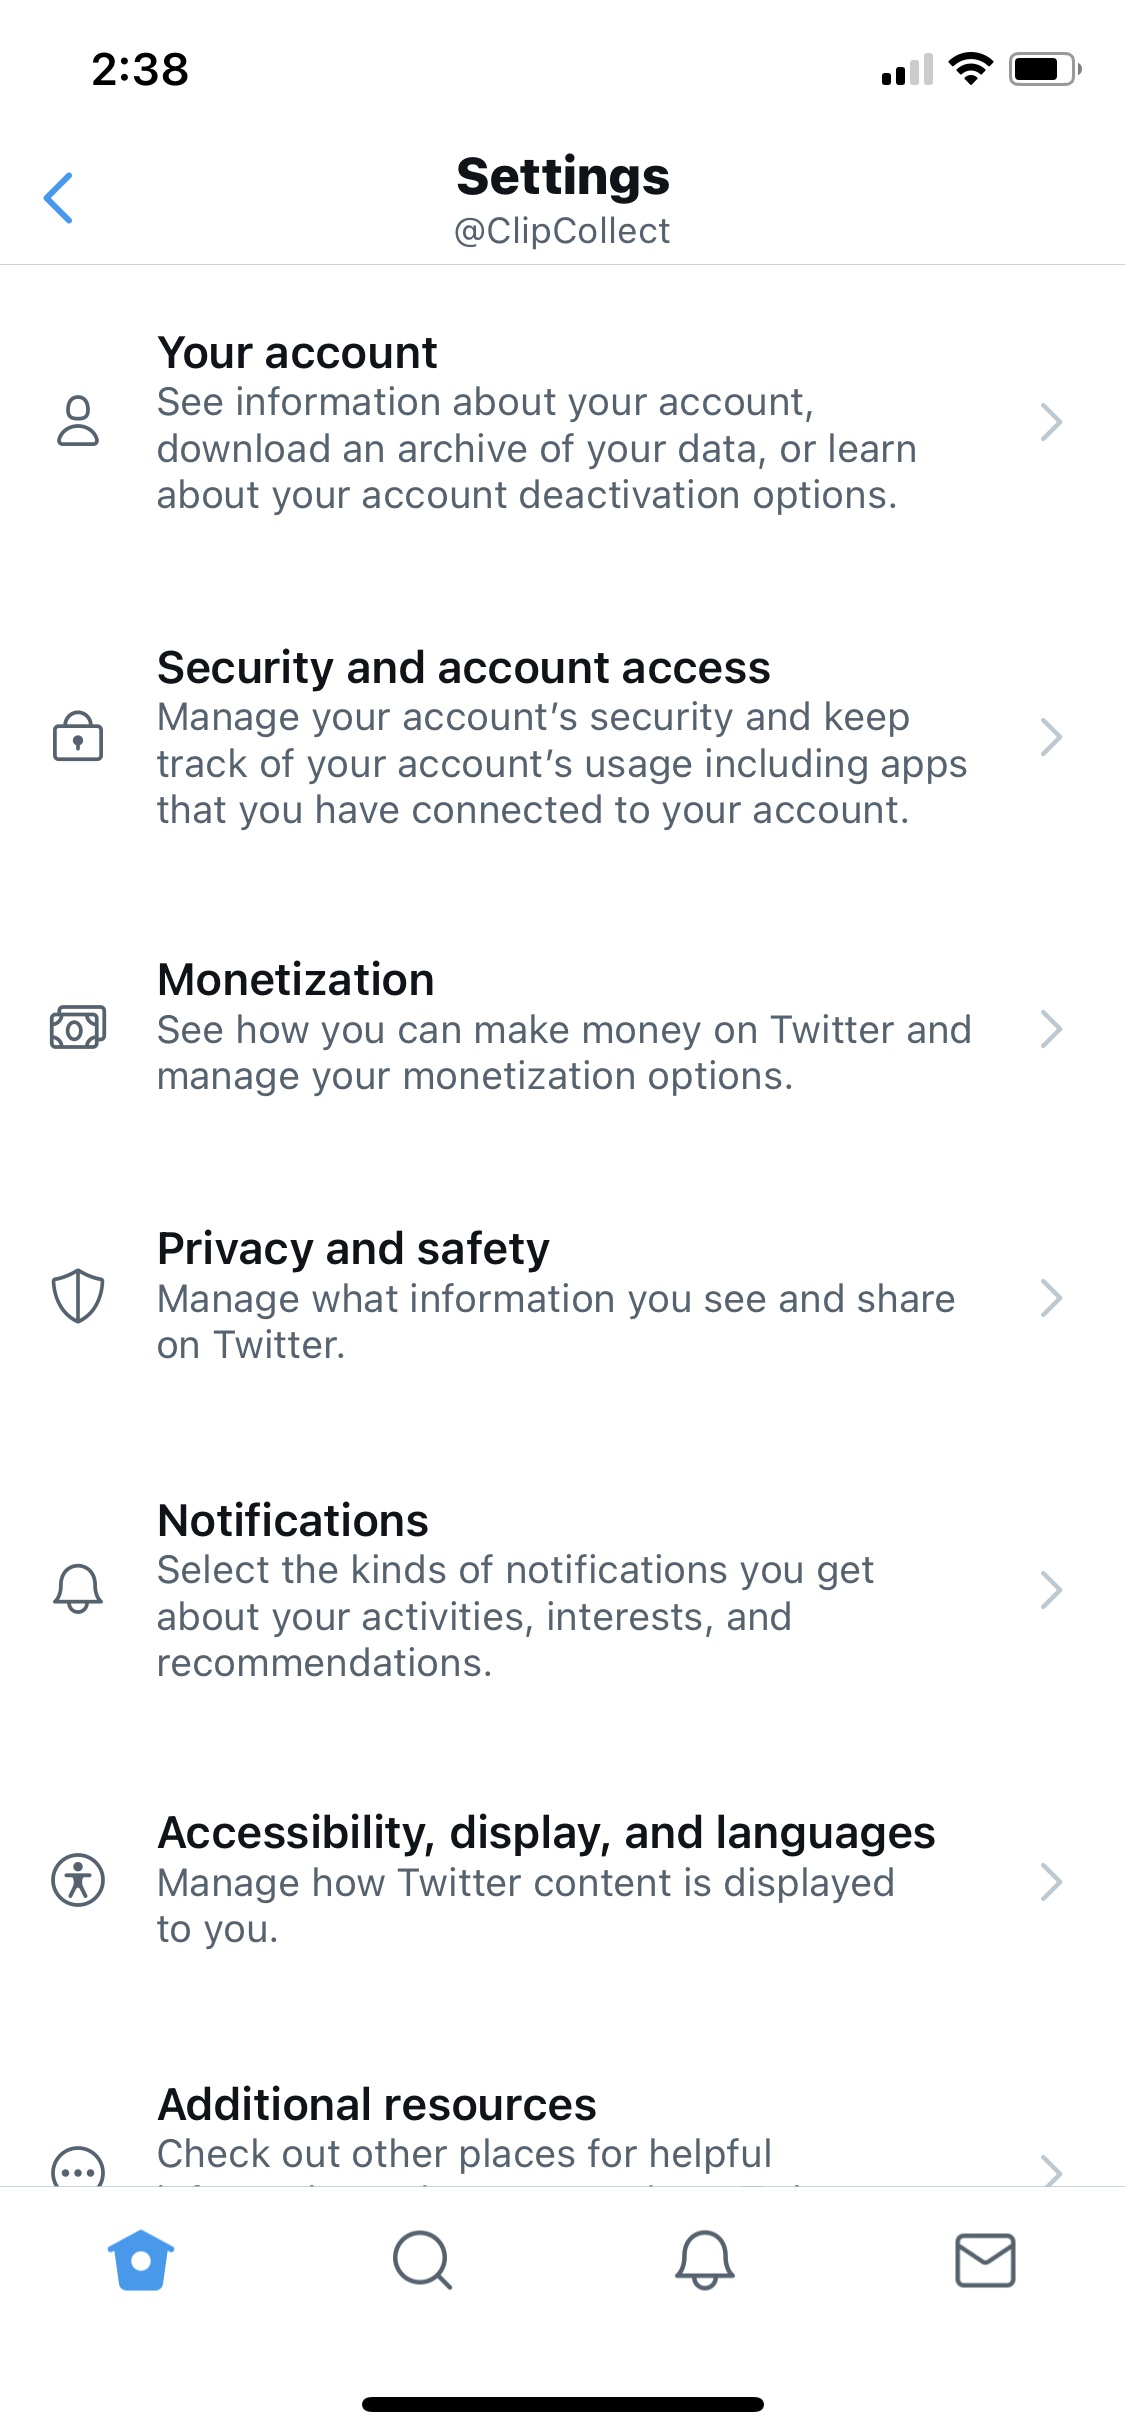 2:38
Settings
@ClipCollect
Your account
See information about your account,
download an archive of your data, or learn
about your account deactivation options.
Security and account access
Manage your account’s security and keep
track of your account’s usage including apps
that you have connected to your account.
Monetization
See how you can make money on Twitter and
manage your monetization options.
Privacy and safety
Manage what information you see and share
on Twitter.
Notifications
Select the kinds of notifications you get
about your activities, interests, and
recommendations.
Accessibility, display, and languages
Manage how Twitter content is displayed
to you.
Additional resources
Check out other places for helpful